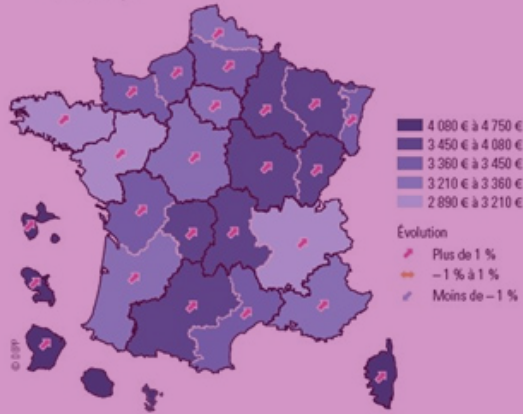 4 080 € à 4 750 €
3 450 € à 4 080 €
3 360 € à 3 450 €
3 210 € à 3 360 €
2 890 € à 3 210 €
Évolution
Plus de 1 %
– 1 % à 1 %
Moins de – 1 %
© DEPP